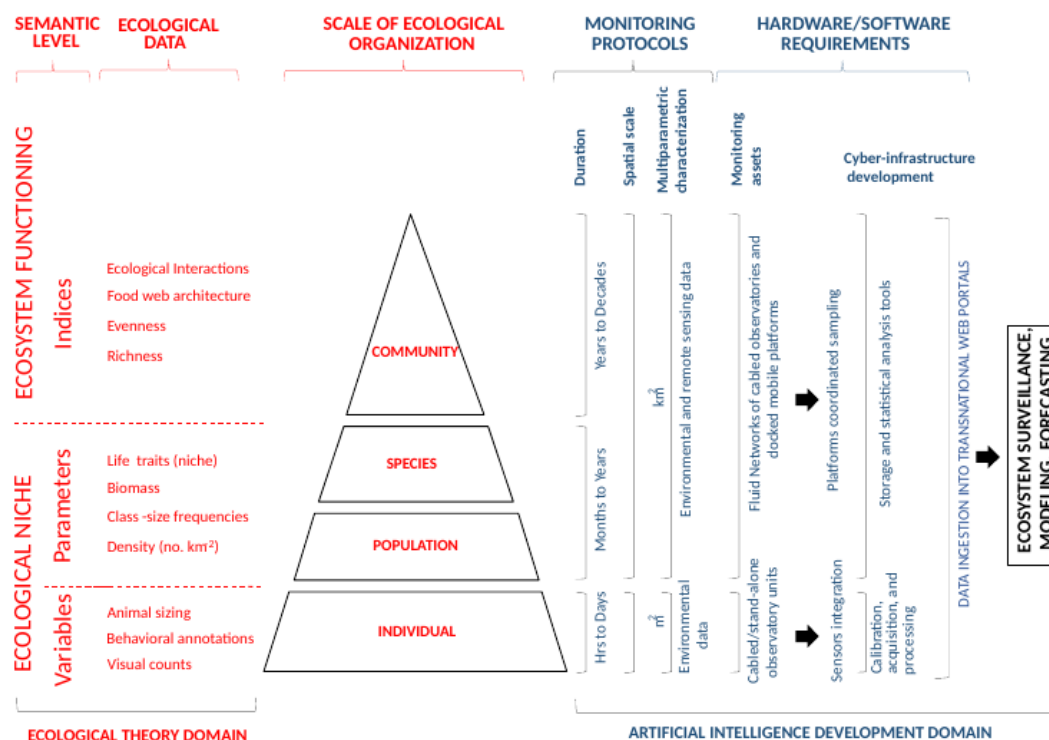 SEMANTIC
LEVEL
ECOLOGICAL
DATA
SCALE OF ECOLOGICAL
ORGANIZATION
MONITORING
PROTOCOLS
HARDWARE/SOFTWARE
REQUIREMENTS
Duration
Spatial scale
Multiparametric
characterization
Monitoring
assets
Cyber-infrastructure
development
ECOSYSTEM FUNCTIONING
Indices
Ecological Interactions
Food web architecture
Evenness
Richness
COMMUNITY
Years to Decades
km²
Environmental and remote sensing data
Fluid Networks of cabled observatories and
docked mobile platforms
Platforms coordinated sampling
Storage and statistical analysis tools
DATA INGESTION INTO TRANSNATIONAL WEB PORTALS
ECOSYSTEM SURVEILLANCE,
MODELING, FORECASTING
ECOLOGICAL NICHE
Parameters
Life traits (niche)
Biomass
Class -size frequencies
Density (no. km⁻²)
SPECIES
POPULATION
Months to Years
Variables
Animal sizing
Behavioral annotations
Visual counts
INDIVIDUAL
Hrs to Days
m²
Environmental
data
Cabled/stand-alone
observatory units
Sensors integration
Calibration,
acquisition, and
processing
ECOLOGICAL THEORY DOMAIN
ARTIFICIAL INTELLIGENCE DEVELOPMENT DOMAIN